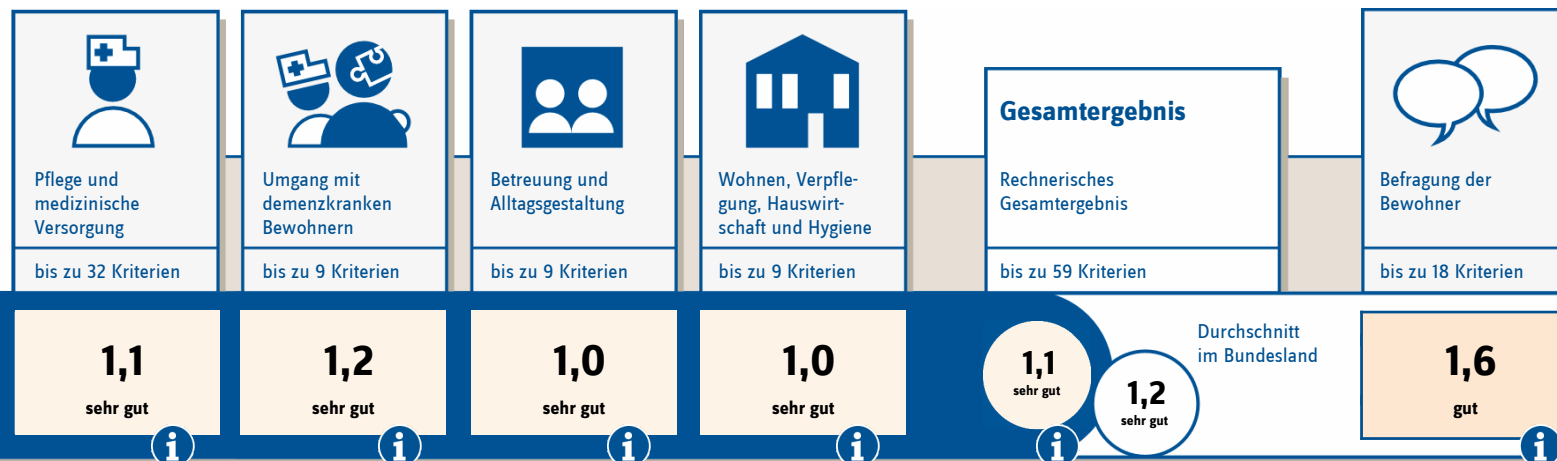 Pflege und
medizinische
Versorgung
bis zu 32 Kriterien
1,1
sehr gut
i
Umgang mit
demenzkranken
Bewohnern
bis zu 9 Kriterien
1,2
sehr gut
i
Betreuung und
Alltagsgestaltung
bis zu 9 Kriterien
1,0
sehr gut
i
Wohnen, Verpfle-
gung, Hauswirt-
schaft und Hygiene
bis zu 9 Kriterien
1,0
sehr gut
i
Gesamtergebnis
Rechnerisches
Gesamtergebnis
bis zu 59 Kriterien
1,1
sehr gut
i
Durchschnitt
im Bundesland
1,2
sehr gut
Befragung der
Bewohner
bis zu 18 Kriterien
1,6
gut
i